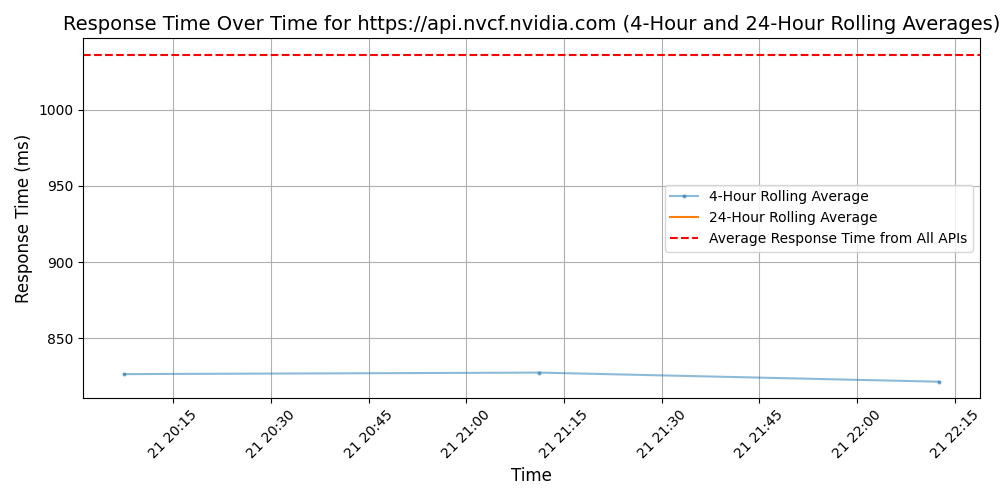 Response Time Over Time for https://api.nvcf.nvidia.com (4-Hour and 24-Hour Rolling Averages)
Response Time (ms)
1000
950
900
850
4-Hour Rolling Average
24-Hour Rolling Average
Average Response Time from All APIs
21 20:15
21 20:30
21 20:45
21 21:00
21 21:15
21 21:30
21 21:45
21 22:00
21 22:15
Time